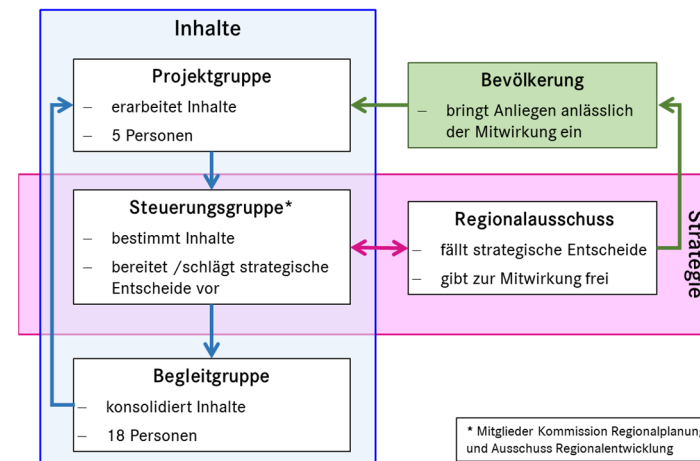 Inhalte
Projektgruppe
– erarbeitet Inhalte
– 5 Personen
Bevölkerung
– bringt Anliegen anlässlich
der Mitwirkung ein
Steuerungsgruppe*
– bestimmt Inhalte
– bereitet /schlägt strategische
Entscheide vor
Regionalausschuss
– fällt strategische Entscheide
– gibt zur Mitwirkung frei
Strategie
Begleitgruppe
– konsolidiert Inhalte
– 18 Personen
* Mitglieder Kommission Regionalplanung
und Ausschuss Regionalentwicklung